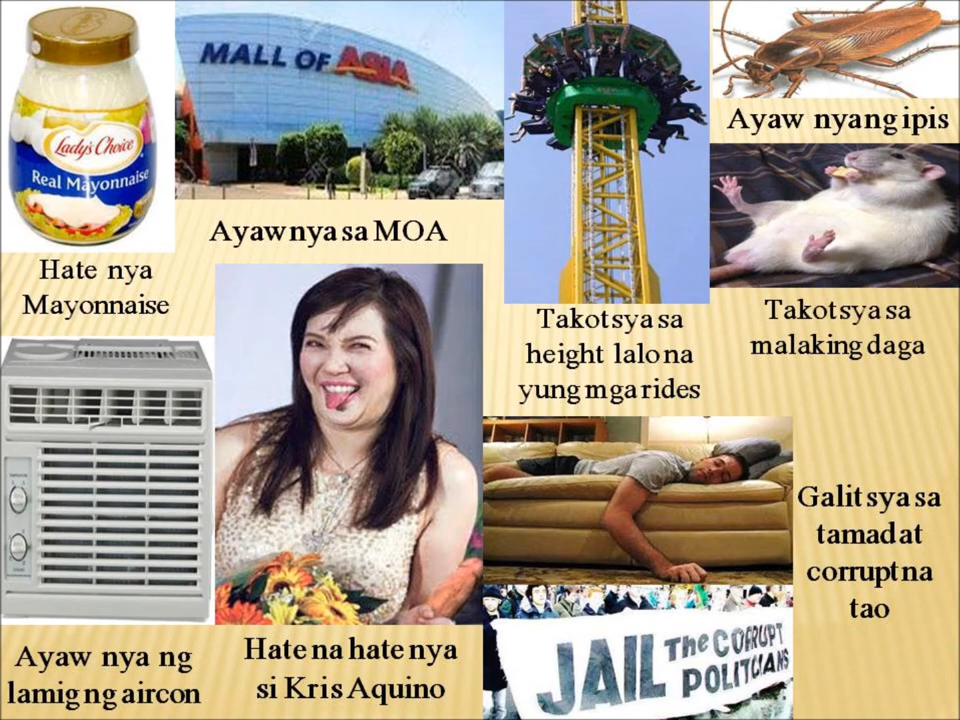 Lady's Choice
Real Mayonnaise
Hate nya
Mayonnaise
MALL OF ASIA
Ayaw nya sa MOA
Takot sya sa
height lalo na
yung mga rides
Ayaw nyang ipis
Takot sya sa
malaking daga
Ayaw nya ng
lamig ng aircon
Hate na hate nya
si Kris Aquino
Galit sya sa
tamad at
corrupt na
tao
JAIL The CORRUPT
POLITICIANS